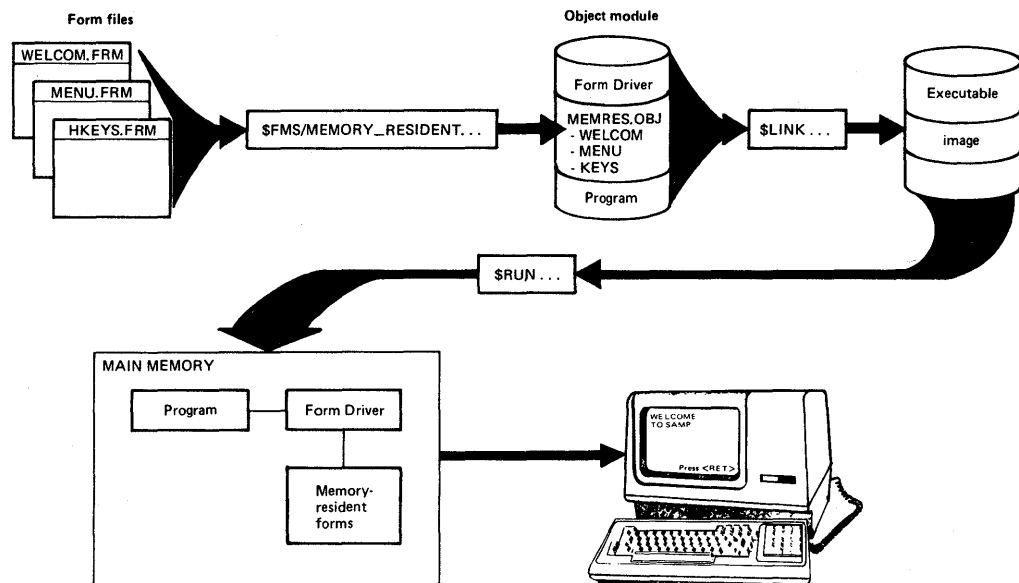 Form files
Object module
WELCOM.FRM
MENU.FRM
HKEYS.FRM
$FMS/MEMORY_RESIDENT...
Form Driver
MEMRES.OBJ
- WELCOM
- MENU
- KEYS
Program
$LINK...
Executable
image
$RUN...
MAIN MEMORY
Program
Form Driver
Memory-
resident
forms
WELCOME
TO SAMP
Press <RET>